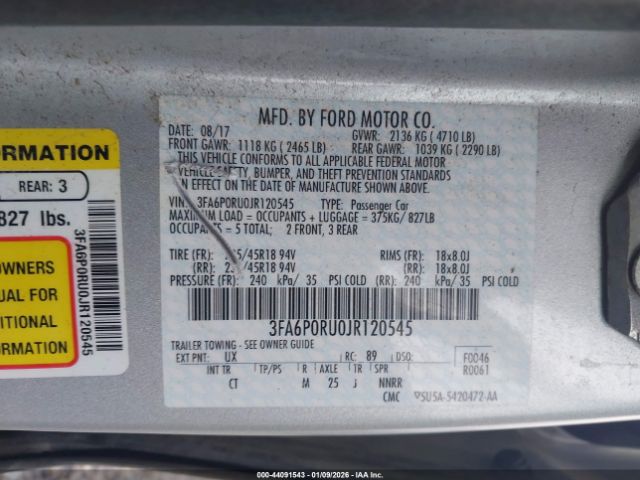 ORMATION
REAR: 3
827 lbs.
OWNERS
UAL FOR
ITIONAL
ORMATION
3FA6P0RU0JR120545
MFD. BY FORD MOTOR CO.
DATE: 08/17 GVWR: 2136 KG (4710 LB)
FRONT GAWR: 1118 KG (2465 LB) REAR GAWR: 1039 KG (2290 LB)
THIS VEHICLE CONFORMS TO ALL APPLICABLE FEDERAL MOTOR
VEHICLE SAFETY, BUMPER, AND THEFT PREVENTION STANDARDS
IN EFFECT ON THE DATE OF MANUFACTURE SHOWN ABOVE.
VIN: 3FA6P0RU0JR120545 TYPE: Passenger Car
MAXIMUM LOAD = OCCUPANTS + LUGGAGE = 375KG/ 827LB
OCCUPANTS = 5 TOTAL; 2 FRONT, 3 REAR
TIRE (FR): 5/45R18 94V RIMS (FR): 18x8.0J
(RR): 2 /45R18 94V (RR): 18x8.0J
PRESSURE (FR): 240 kPa/ 35 PSI COLD (RR): 240 kPa/ 35 PSI COLD
3FA6P0RU0JR120545
TRAILER TOWING - SEE OWNER GUIDE
EXT PNT: UX RC: 89 DSO: F0046
INT TR TP/PS R AXLE TR SPR R0061
CT M 25 J NNRR
CMC 5U5A-5420472-AA
000-44091543 - 01/09/2026 - IAA, Inc.